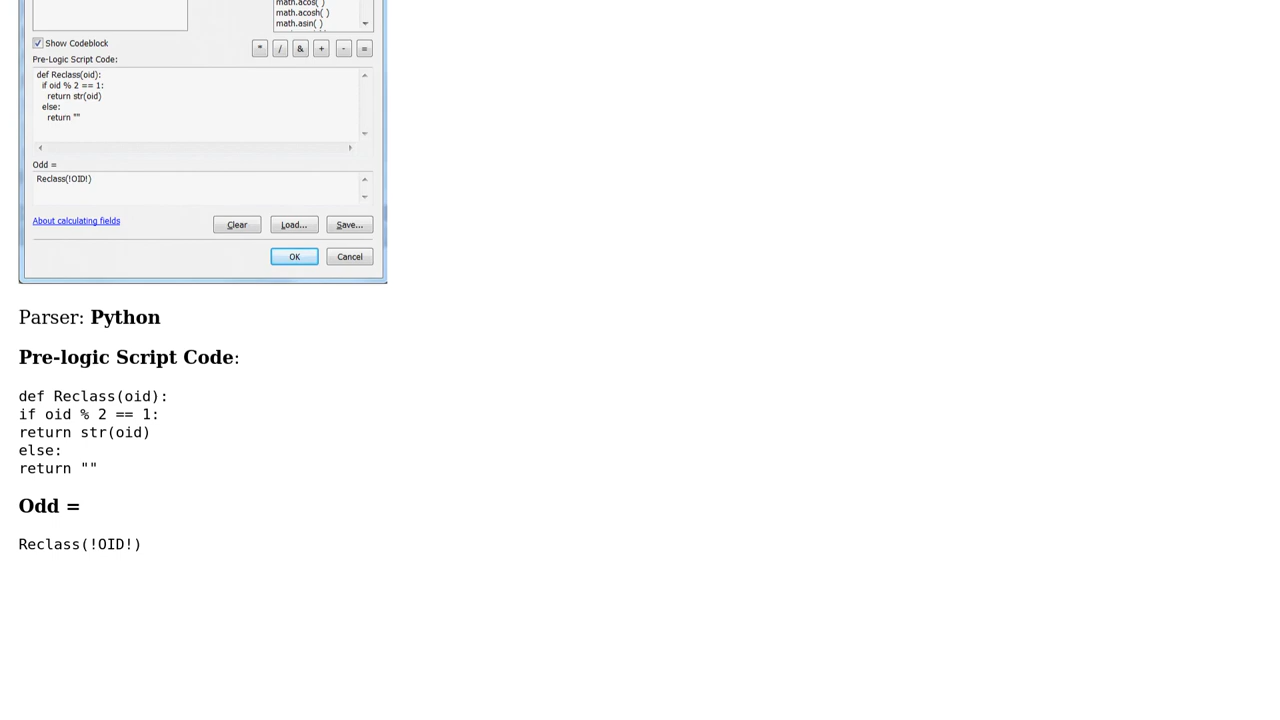 math.acos( )
math.acosh( )
math.asin( )
Show Codeblock
* / & + - =
Pre-Logic Script Code:
def Reclass(oid):
if oid % 2 == 1:
return str(oid)
else:
return ""
Odd =
Reclass(!OID!)
About calculating fields
Clear Load... Save...
OK Cancel
Parser: Python
Pre-logic Script Code:
def Reclass(oid):
if oid % 2 == 1:
return str(oid)
else:
return ""
Odd =
Reclass(!OID!)